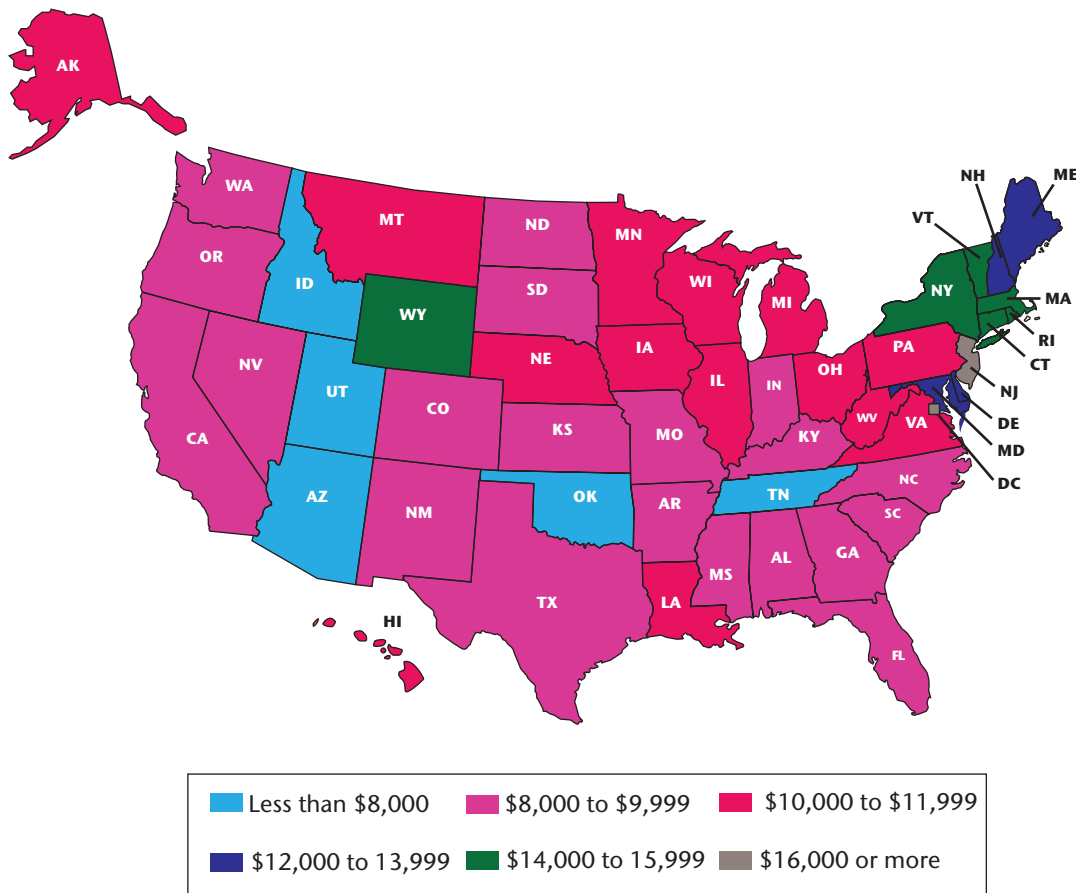 AK
WA
MT
ND
MN
NH
ME
VT
OR
ID
SD
WI
MI
NY
MA
WY
RI
CT
NV
NE
IA
PA
NJ
UT
CO
IL
IN
OH
DE
CA
KS
MO
KY
WV
VA
MD
DC
AZ
NM
OK
TN
NC
AR
SC
MS
AL
GA
TX
LA
HI
FL
Less than $8,000
$8,000 to $9,999
$10,000 to $11,999
$12,000 to 13,999
$14,000 to 15,999
$16,000 or more